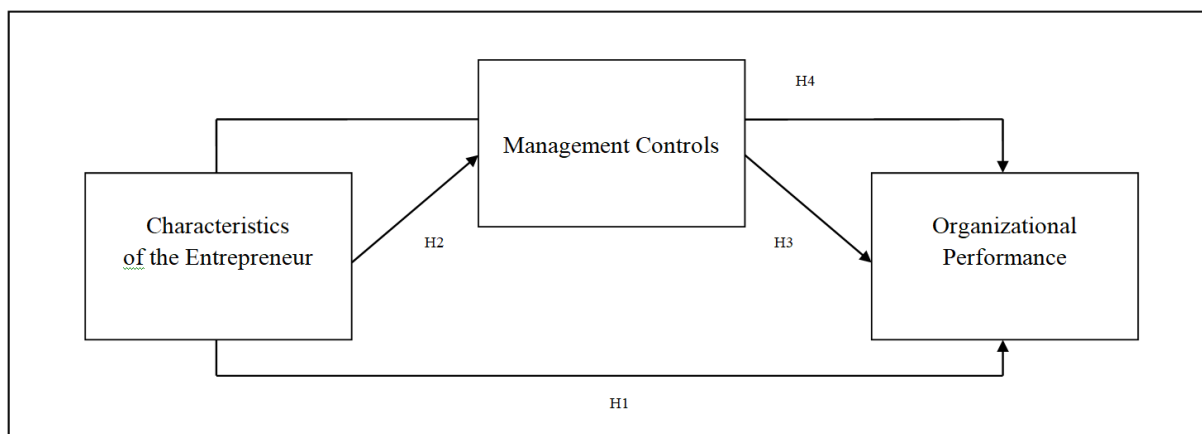 H4
Management Controls
Characteristics
of the Entrepreneur
Organizational
Performance
H2
H3
H1